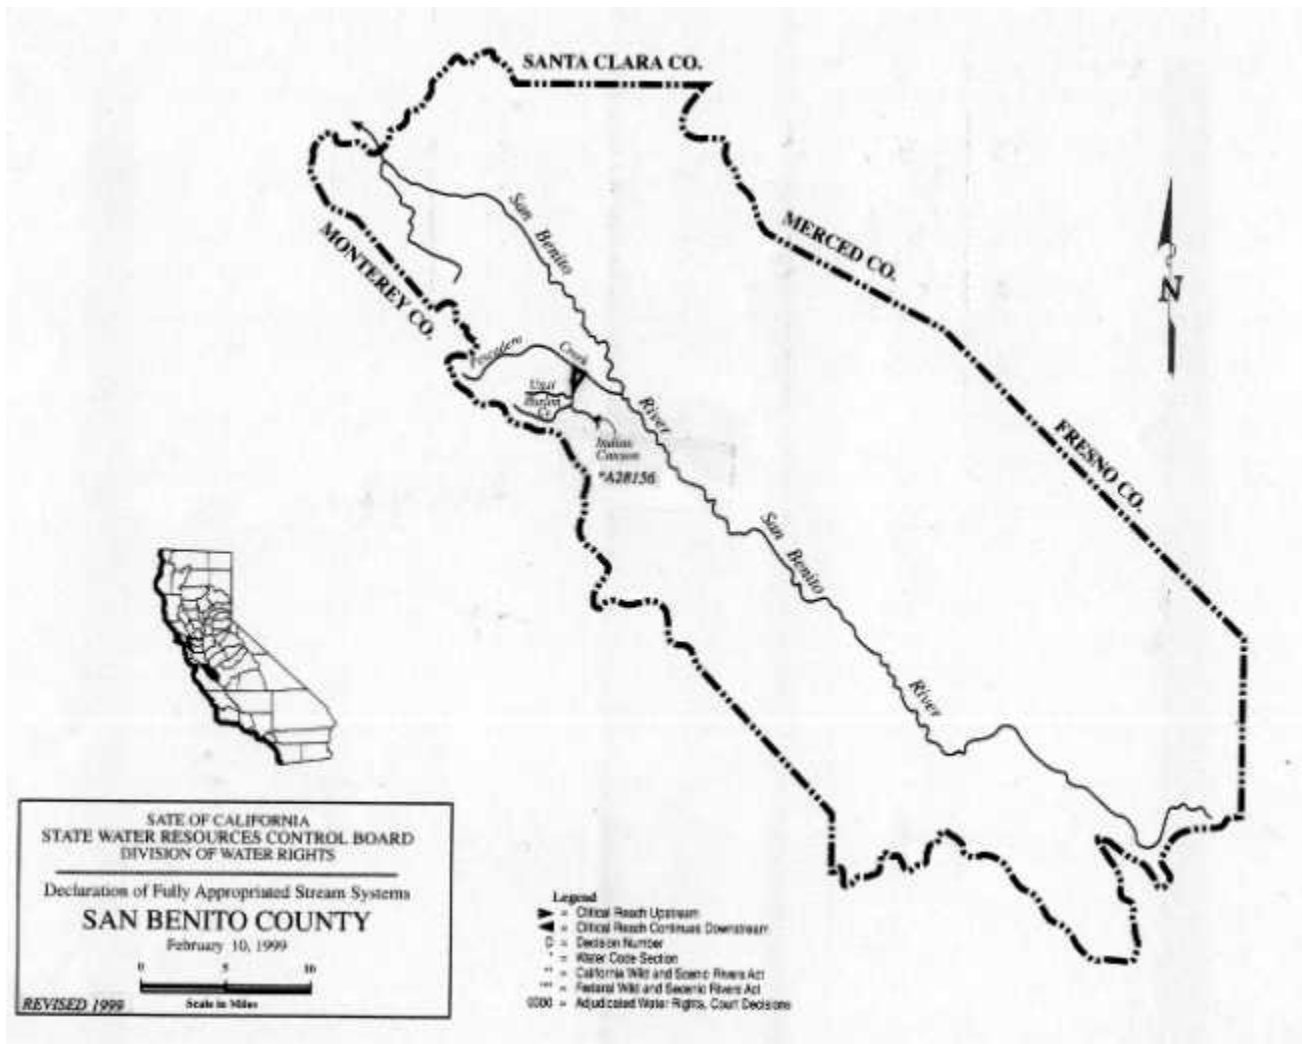 SANTA CLARA CO.
MERCED CO.
MONTEREY CO.
FRESNO CO.
San Benito
River
San Benito
River
Pescadero
Creek
Indian
Canyon
*A28156
N
SATE OF CALIFORNIA
STATE WATER RESOURCES CONTROL BOARD
DIVISION OF WATER RIGHTS
Declaration of Fully Appropriated Stream Systems
SAN BENITO COUNTY
February 10, 1999
0 5 10
Scale in Miles
REVISED 1999
Legend
= Critical Reach Upstream
= Critical Reach Continues Downstream
D = Decision Number
* = Water Code Section
** = California Wild and Scenic Rivers Act
*** = Federal Wild and Secenic Rivers Act
0000 = Adjudicated Water Rights, Court Decisions